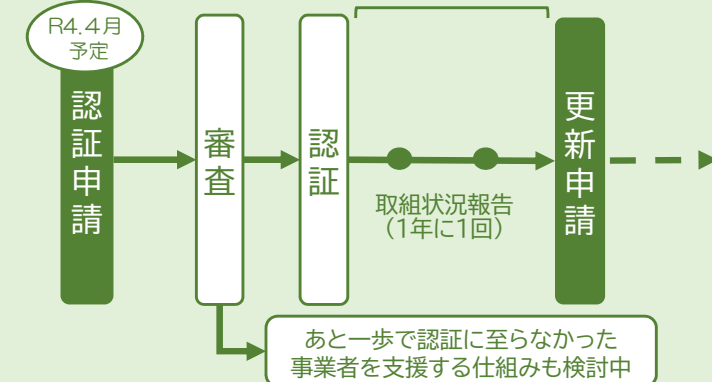 R4.4月
予定
認証申請
審査
認証
取組状況報告
(1年に1回)
更新申請
あと一歩で認証に至らなかった
事業者を支援する仕組みも検討中